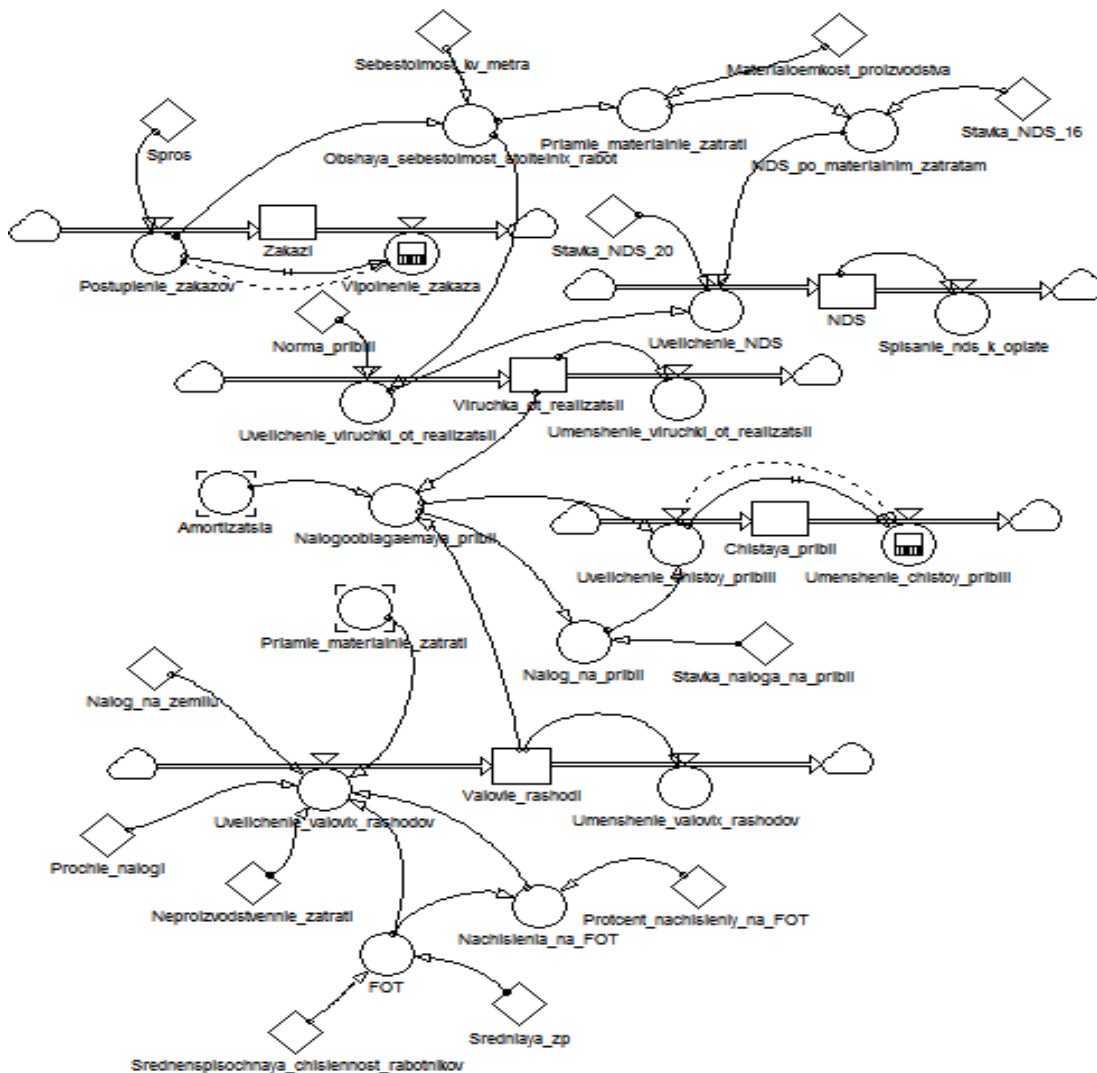 Sebestoimost_kv_metra
Materialoemkost_proizvodstva
Spros
Obshaya_sebestoimost_stoitelnix_rabot
Priamie_materialnie_zatrati
NDS_po_materialnim_zatratam
Stavka_NDS_16
Zakazi
Stavka_NDS_20
Postuplenie_zakazov
Vipolnenie_zakaza
NDS
Norma_pribili
Uvelichenie_NDS
Spisanie_nds_k_oplate
Viruchka_ot_realizatsii
Uvelichenie_viruchki_ot_realizatsii
Umenshenie_viruchki_ot_realizatsii
Amortizatsia
Nalogooblagaemaya_pribil
Chistaya_pribil
Uvelichenie_chistoy_pribili
Umenshenie_chistoy_pribili
Priamie_materialnie_zatrati
Nalog_na_pribil
Stavka_naloga_na_pribil
Nalog_na_zemliu
Valovie_rashodi
Uvelichenie_valovix_rashodov
Umenshenie_valovix_rashodov
Prochie_nalogi
Neproizvodstvennie_zatrati
Protcent_nachisleniy_na_FOT
Nachislenia_na_FOT
FOT
Sredniaya_zp
Srednenspisochnaya_chislennost_rabotnikov